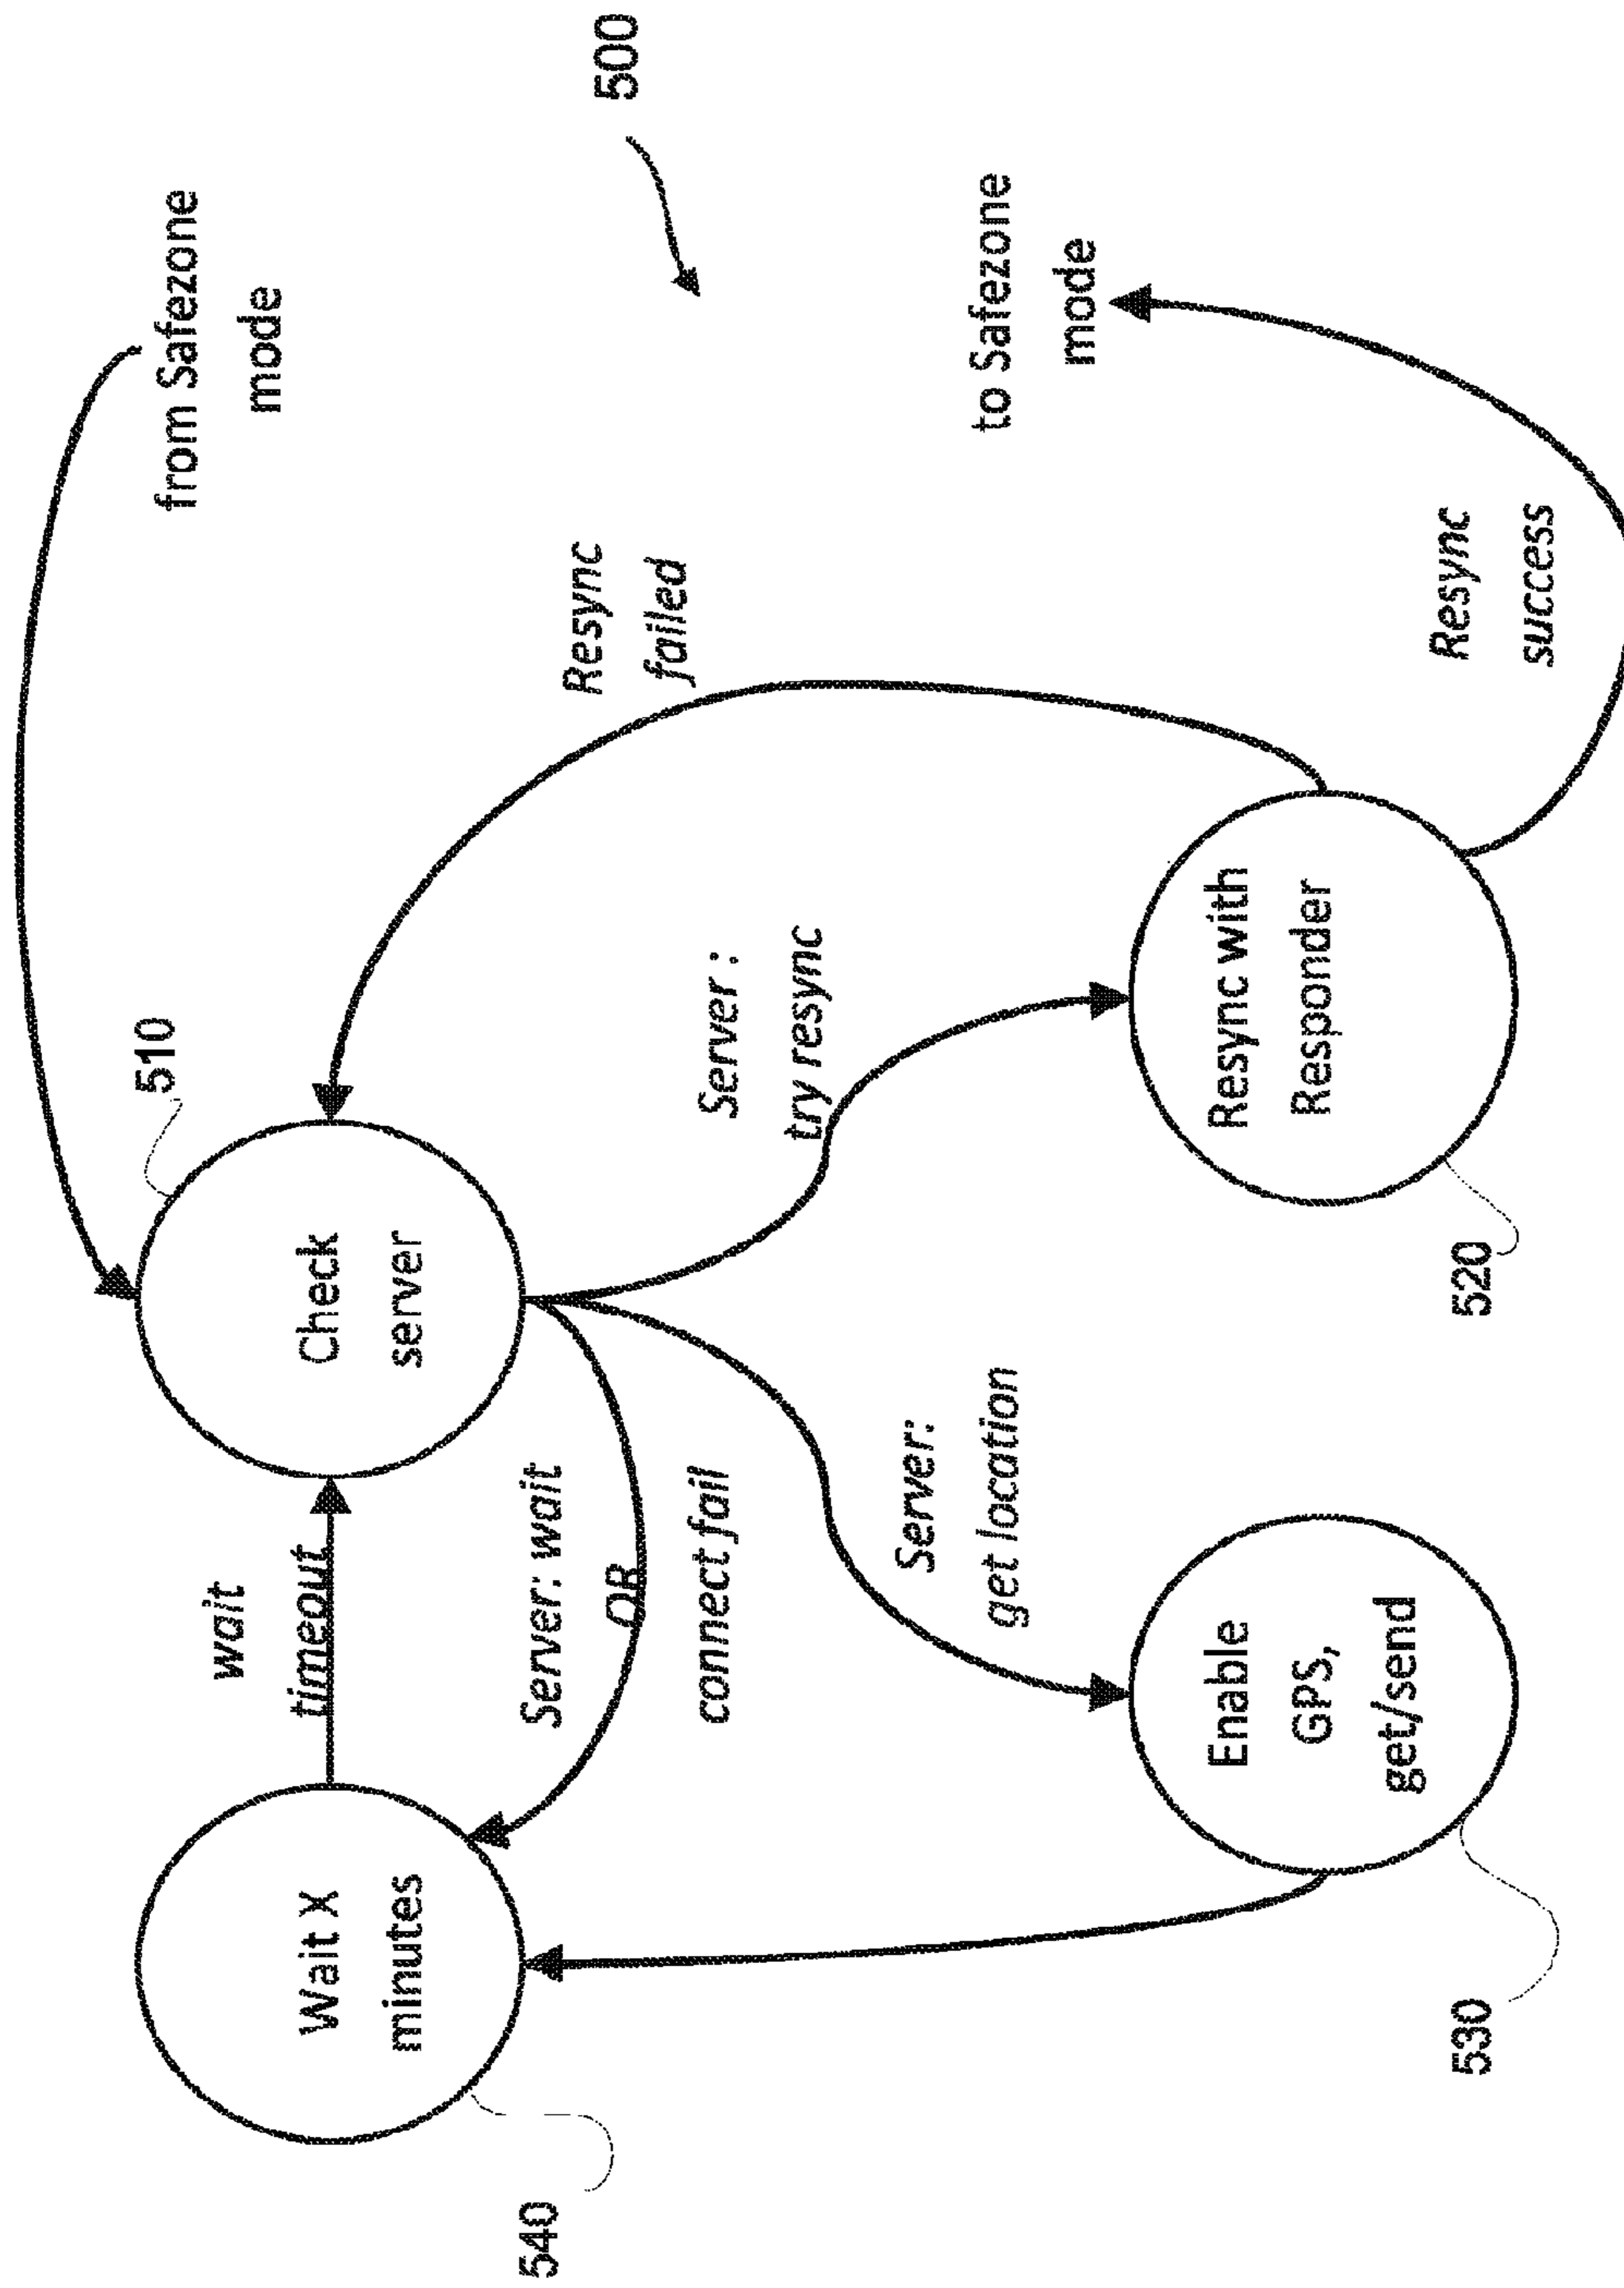 540
Wait X
minutes
wait
timeout
Server: wait
OR
connect fail
Check
server
510
from Safezone
mode
500
530
Enable
GPS,
get/send
Server:
get location
520
Resync with
Responder
Server :
try resync
Resync
failed
Resync
success
to Safezone
mode